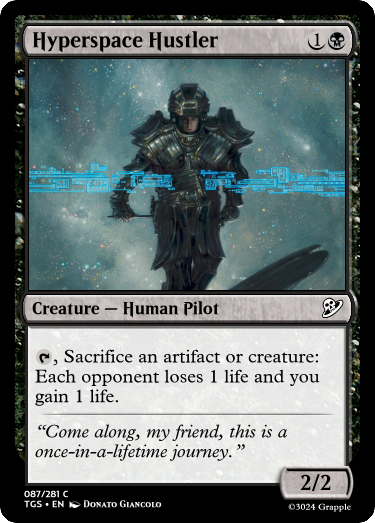 Hyperspace Hustler 1
Creature — Human Pilot
, Sacrifice an artifact or creature:
Each opponent loses 1 life and you
gain 1 life.
“Come along, my friend, this is a
once-in-a-lifetime journey.”
2/2
087/281 C
TGS • EN Donato Giancolo
©3024 Grapple